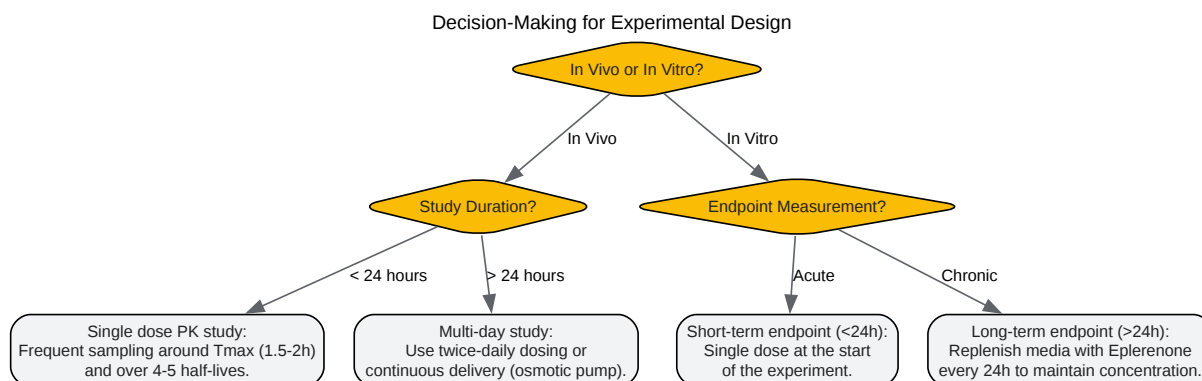 Decision-Making for Experimental Design
In Vivo or In Vitro?
In Vivo
In Vitro
Study Duration?
Endpoint Measurement?
< 24 hours
> 24 hours
Acute
Chronic
Single dose PK study:
Frequent sampling around Tmax (1.5-2h)
and over 4-5 half-lives.
Multi-day study:
Use twice-daily dosing or
continuous delivery (osmotic pump).
Short-term endpoint (<24h):
Single dose at the start
of the experiment.
Long-term endpoint (>24h):
Replenish media with Eplerenone
every 24h to maintain concentration.